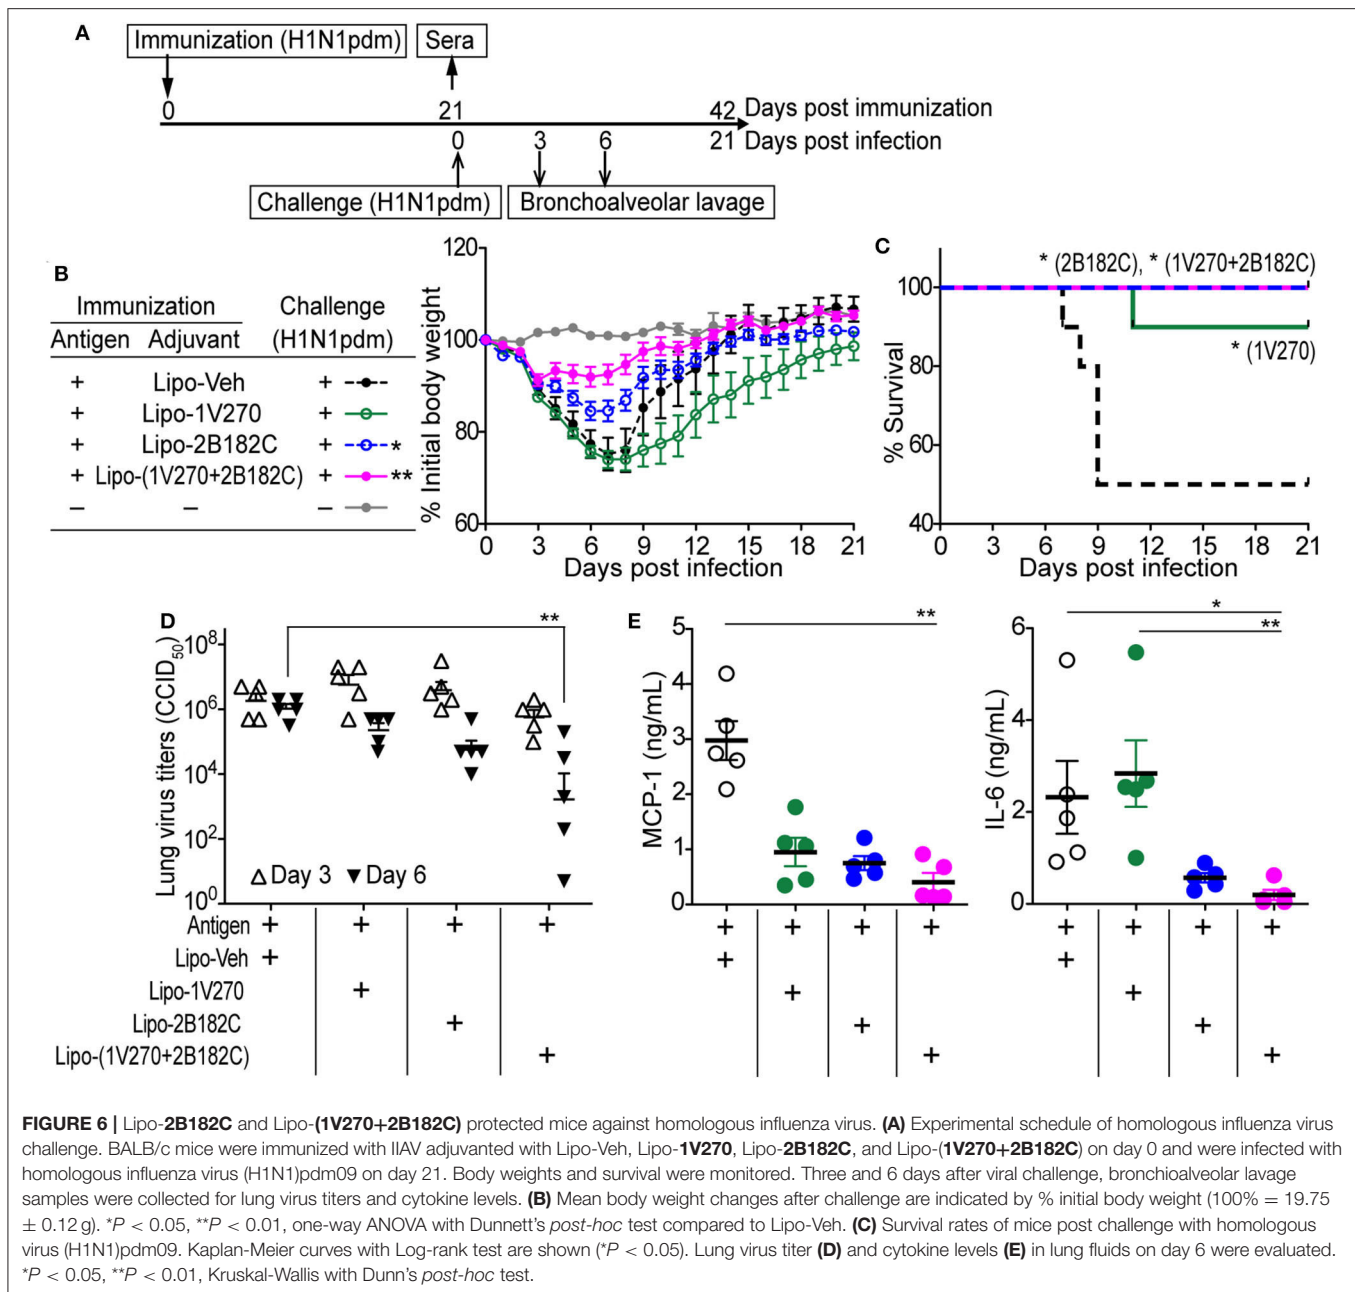 A
Immunization (H1N1pdm)
Sera
0
21
42 Days post immunization
0
3
6
21 Days post infection
Challenge (H1N1pdm)
Bronchoalveolar lavage
B
Immunization Challenge
Antigen Adjuvant (H1N1pdm)
+ Lipo-Veh +
+ Lipo-1V270 +
+ Lipo-2B182C + *
+ Lipo-(1V270+2B182C) + **
– – –
% Initial body weight
120
100
80
60
0 3 6 9 12 15 18 21
Days post infection
C
* (2B182C), * (1V270+2B182C)
* (1V270)
% Survival
100
80
60
40
0 3 6 9 12 15 18 21
Days post infection
D
**
Lung virus titers (CCID50)
10^8
10^6
10^4
10^2
10^0
△ Day 3 ▼ Day 6
Antigen + + + +
Lipo-Veh +
Lipo-1V270 +
Lipo-2B182C +
Lipo-(1V270+2B182C) +
E
**
MCP-1 (ng/mL)
5
4
3
2
1
0
+ + + +
+
+
+
+
*
**
IL-6 (ng/mL)
6
4
2
0
+ + + +
+
+
+
+
FIGURE 6 | Lipo-2B182C and Lipo-(1V270+2B182C) protected mice against homologous influenza virus. (A) Experimental schedule of homologous influenza virus
challenge. BALB/c mice were immunized with IIAV adjuvanted with Lipo-Veh, Lipo-1V270, Lipo-2B182C, and Lipo-(1V270+2B182C) on day 0 and were infected with
homologous influenza virus (H1N1)pdm09 on day 21. Body weights and survival were monitored. Three and 6 days after viral challenge, bronchioalveolar lavage
samples were collected for lung virus titers and cytokine levels. (B) Mean body weight changes after challenge are indicated by % initial body weight (100% = 19.75
± 0.12 g). *P < 0.05, **P < 0.01, one-way ANOVA with Dunnett's post-hoc test compared to Lipo-Veh. (C) Survival rates of mice post challenge with homologous
virus (H1N1)pdm09. Kaplan-Meier curves with Log-rank test are shown (*P < 0.05). Lung virus titer (D) and cytokine levels (E) in lung fluids on day 6 were evaluated.
*P < 0.05, **P < 0.01, Kruskal-Wallis with Dunn's post-hoc test.